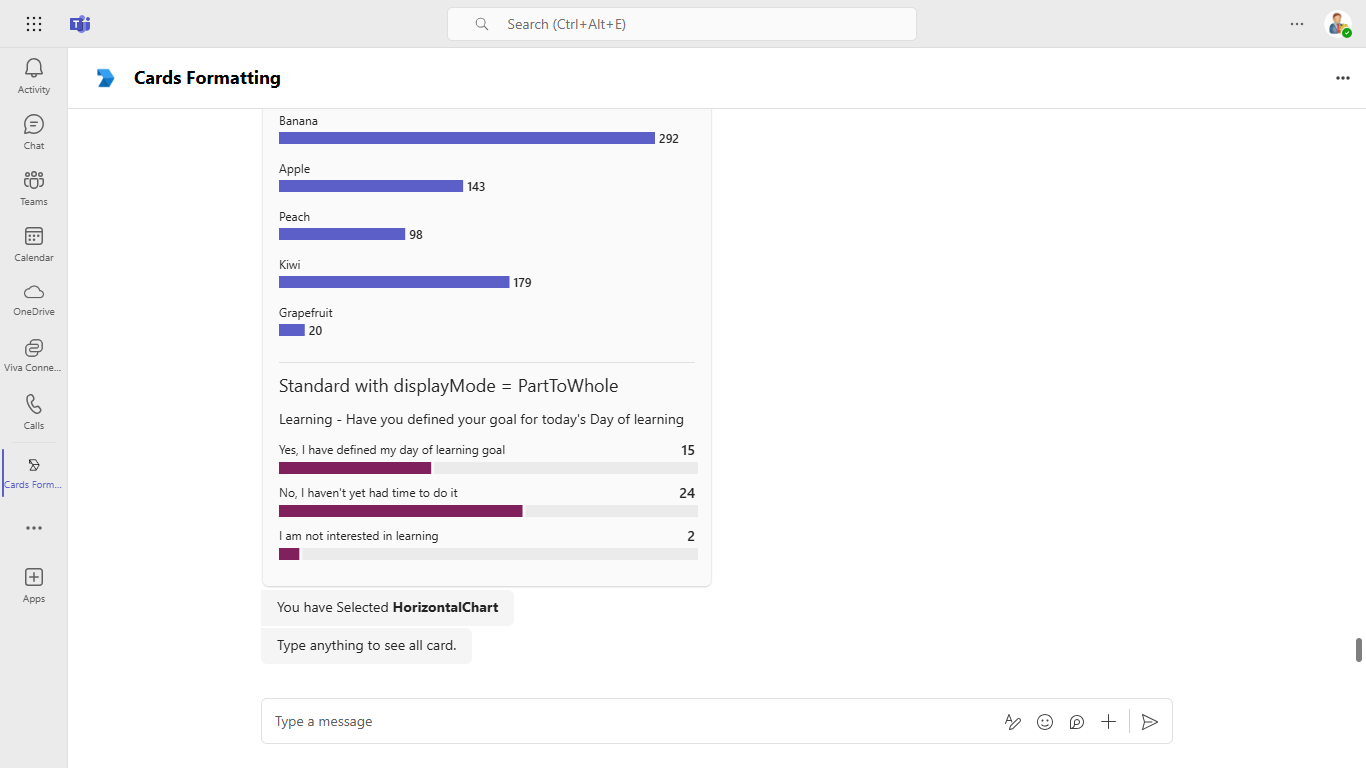 Search (Ctrl+Alt+E)
Activity
Chat
Teams
Calendar
OneDrive
Viva Conne...
Calls
Cards Form...
Apps
Cards Formatting
Banana
292
Apple
143
Peach
98
Kiwi
179
Grapefruit
20
Standard with displayMode = PartToWhole
Learning - Have you defined your goal for today's Day of learning
Yes, I have defined my day of learning goal 15
No, I haven't yet had time to do it 24
I am not interested in learning 2
You have Selected HorizontalChart
Type anything to see all card.
Type a message